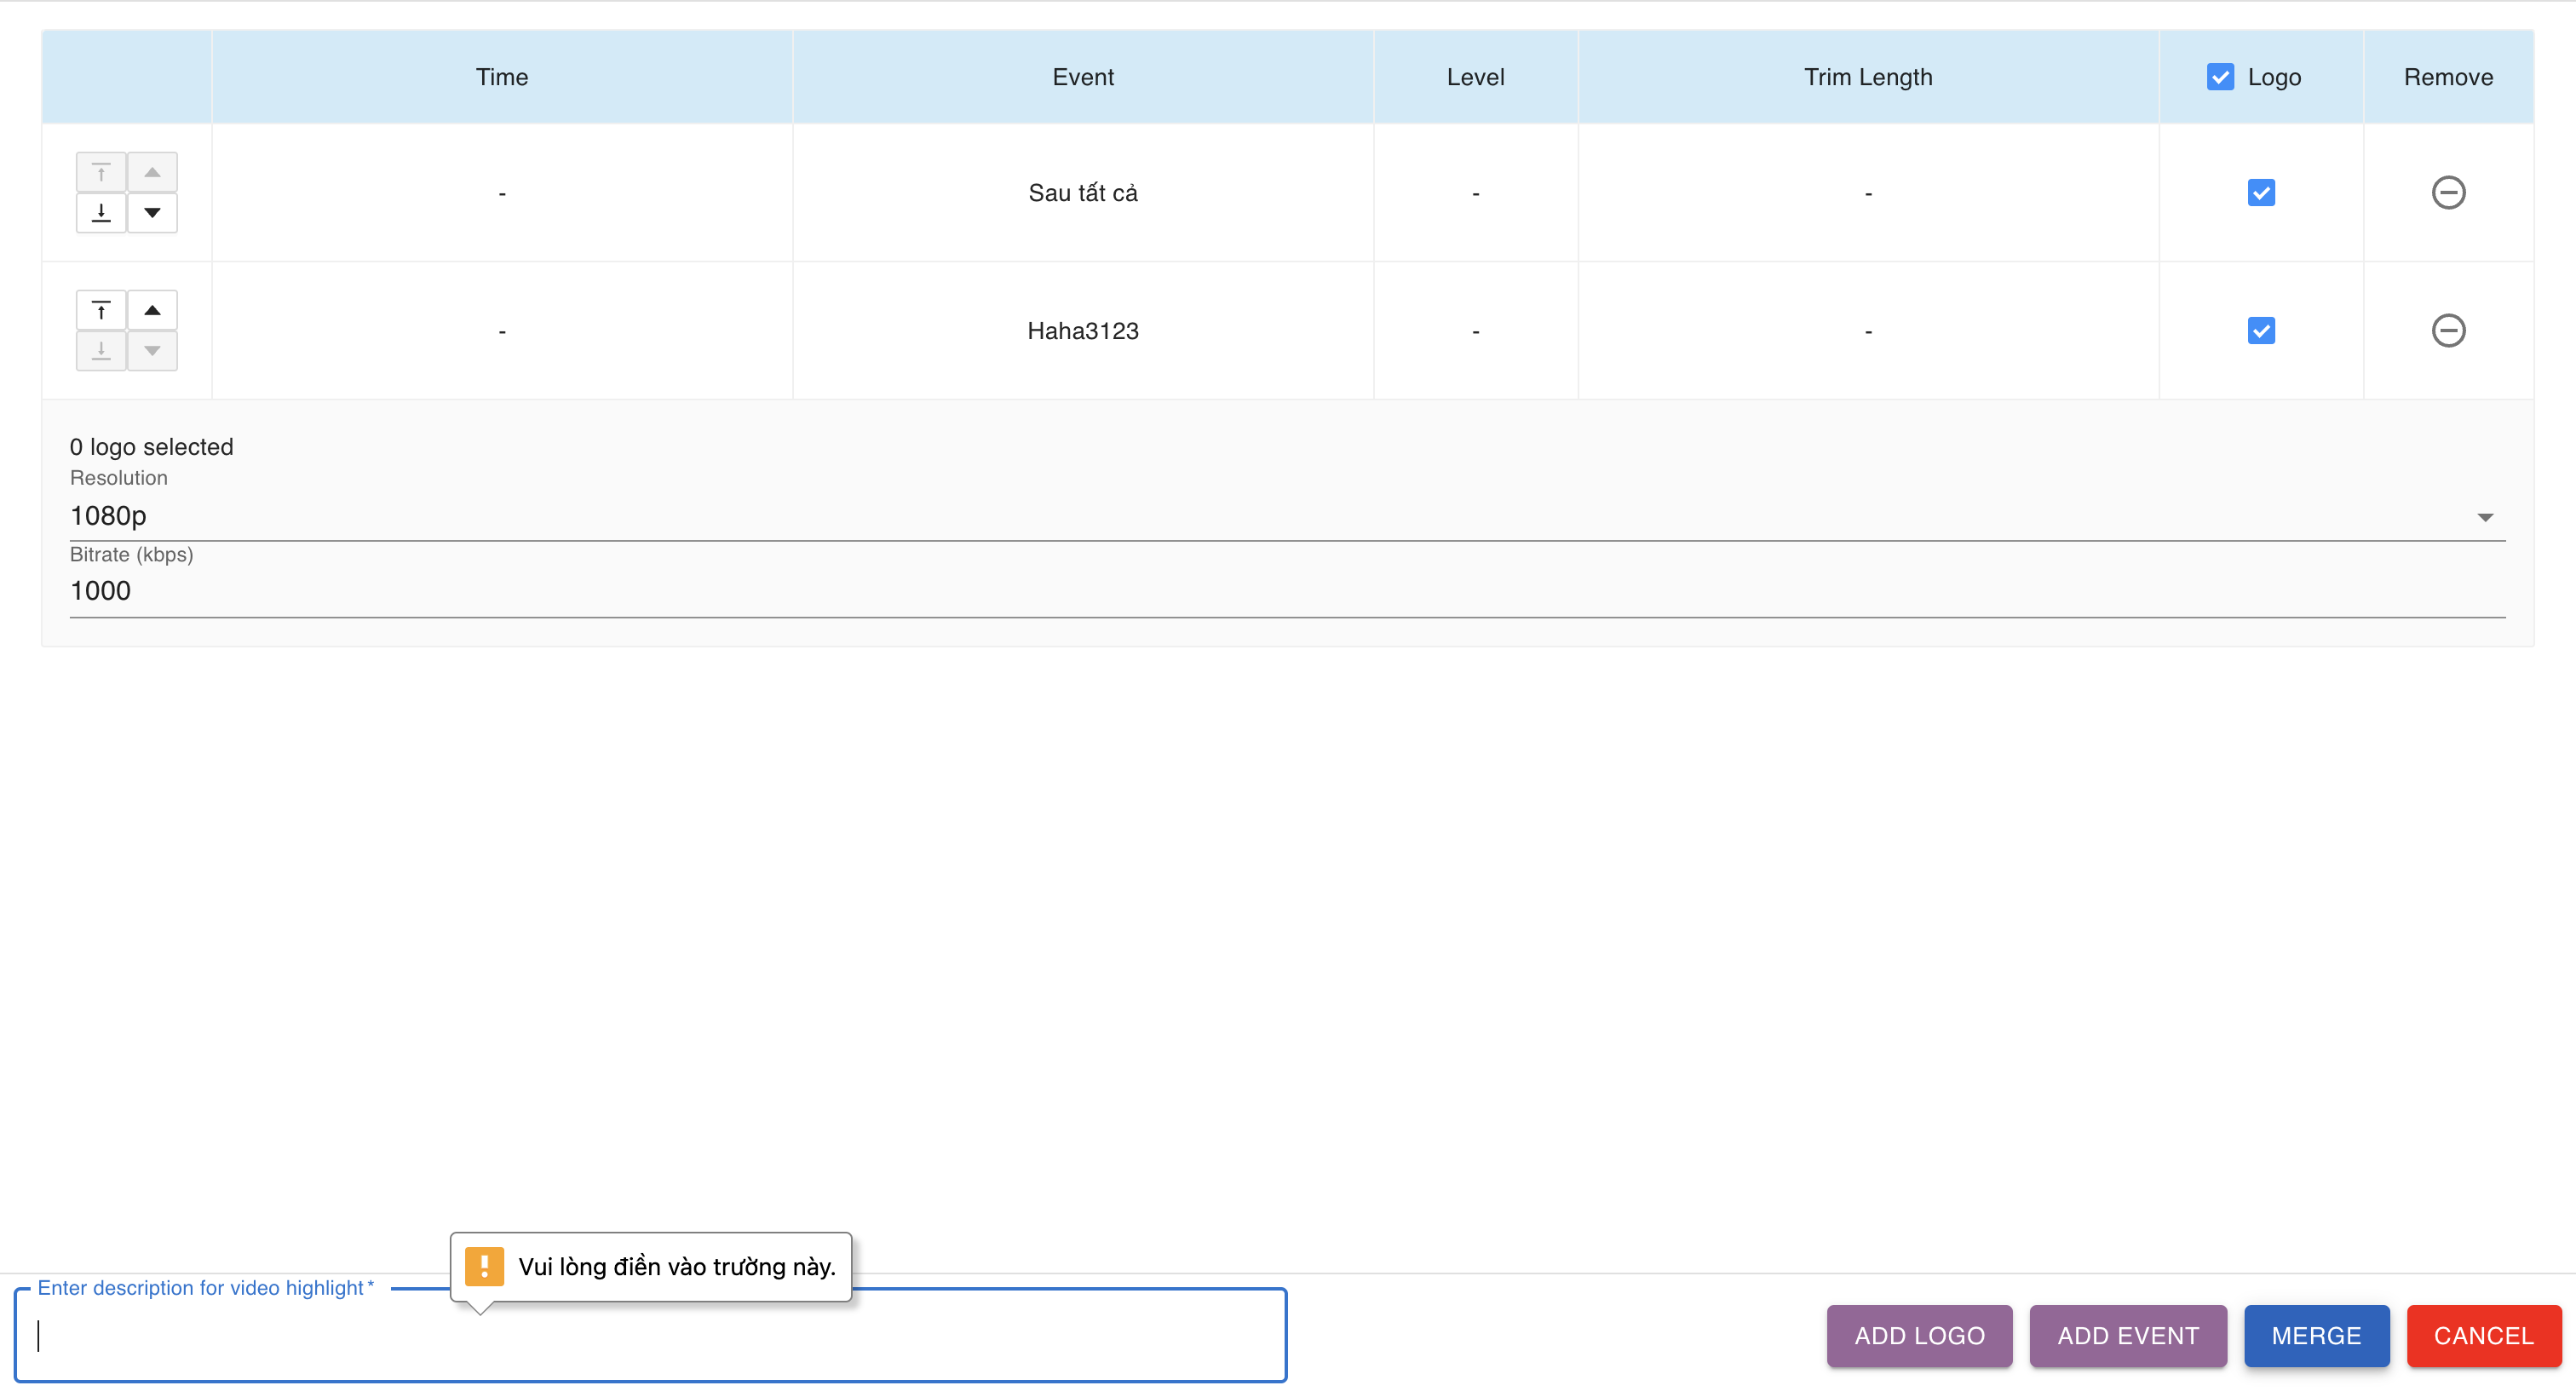 Time Event Level Trim Length Logo Remove
- Sau tất cả - -
- Haha3123 - -
0 logo selected
Resolution
1080p
Bitrate (kbps)
1000
Vui lòng điền vào trường này.
Enter description for video highlight *
ADD LOGO ADD EVENT MERGE CANCEL